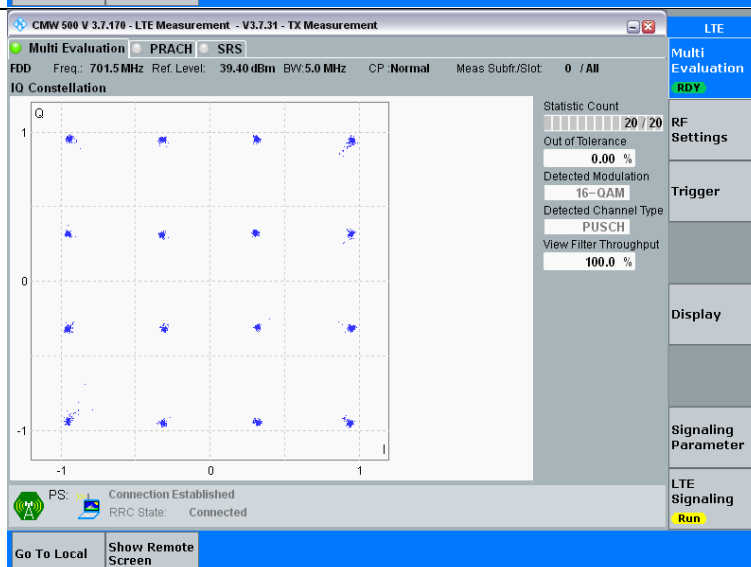 CMW 500 V 3.7.170 - LTE Measurement - V3.7.31 - TX Measurement
LTE
Multi Evaluation PRACH SRS
Multi
Evaluation
RDY
FDD Freq.: 701.5 MHz Ref. Level: 39.40 dBm BW: 5.0 MHz CP :Normal Meas Subfr./Slot: 0 / All
IQ Constellation
Q
1
0
-1
-1 0 1
I
Statistic Count
20 / 20
Out of Tolerance
0.00 %
Detected Modulation
16-QAM
Detected Channel Type
PUSCH
View Filter Throughput
100.0 %
RF
Settings
Trigger
Display
Signaling
Parameter
LTE
Signaling
Run
PS: Connection Established
RRC State: Connected
Go To Local
Show Remote
Screen